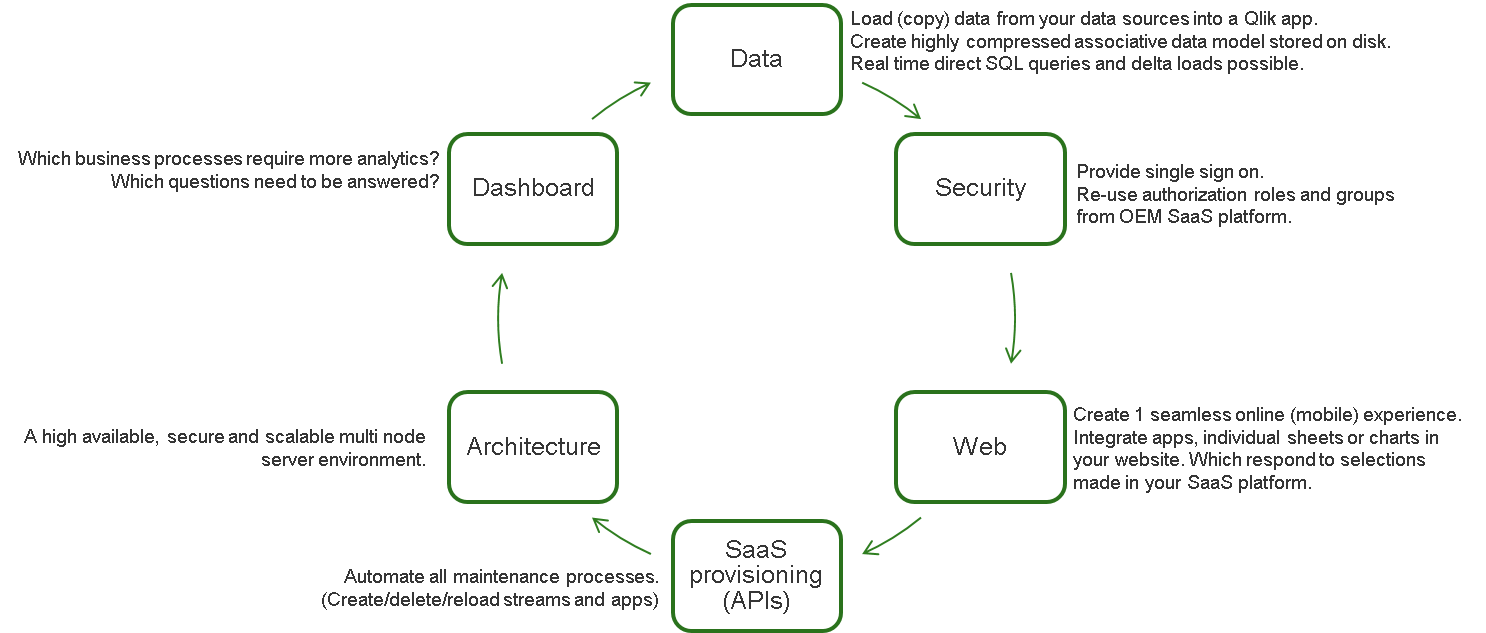 Data
Load (copy) data from your data sources into a Qlik app.
Create highly compressed associative data model stored on disk.
Real time direct SQL queries and delta loads possible.
Security
Provide single sign on.
Re-use authorization roles and groups
from OEM SaaS platform.
Web
Create 1 seamless online (mobile) experience.
Integrate apps, individual sheets or charts in
your website. Which respond to selections
made in your SaaS platform.
SaaS
provisioning
(APIs)
Automate all maintenance processes.
(Create/delete/reload streams and apps)
Architecture
A high available, secure and scalable multi node
server environment.
Dashboard
Which business processes require more analytics?
Which questions need to be answered?